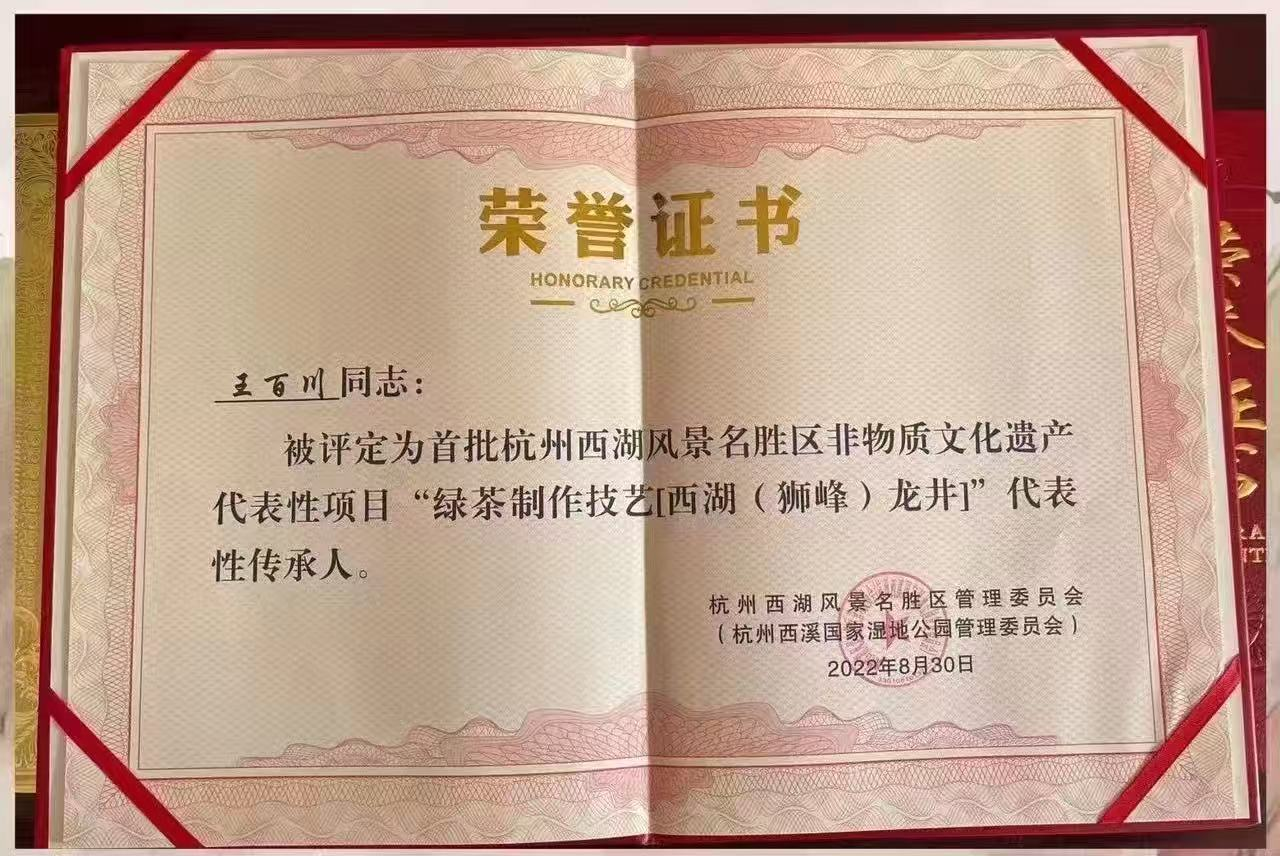 荣誉证书
HONORARY CREDENTIAL
王百川同志：
被评定为首批杭州西湖风景名胜区非物质文化遗产
代表性项目“绿茶制作技艺[西湖（狮峰）龙井]”代表
性传承人。
杭州西湖风景名胜区管理委员会
（杭州西溪国家湿地公园管理委员会）
2022年8月30日